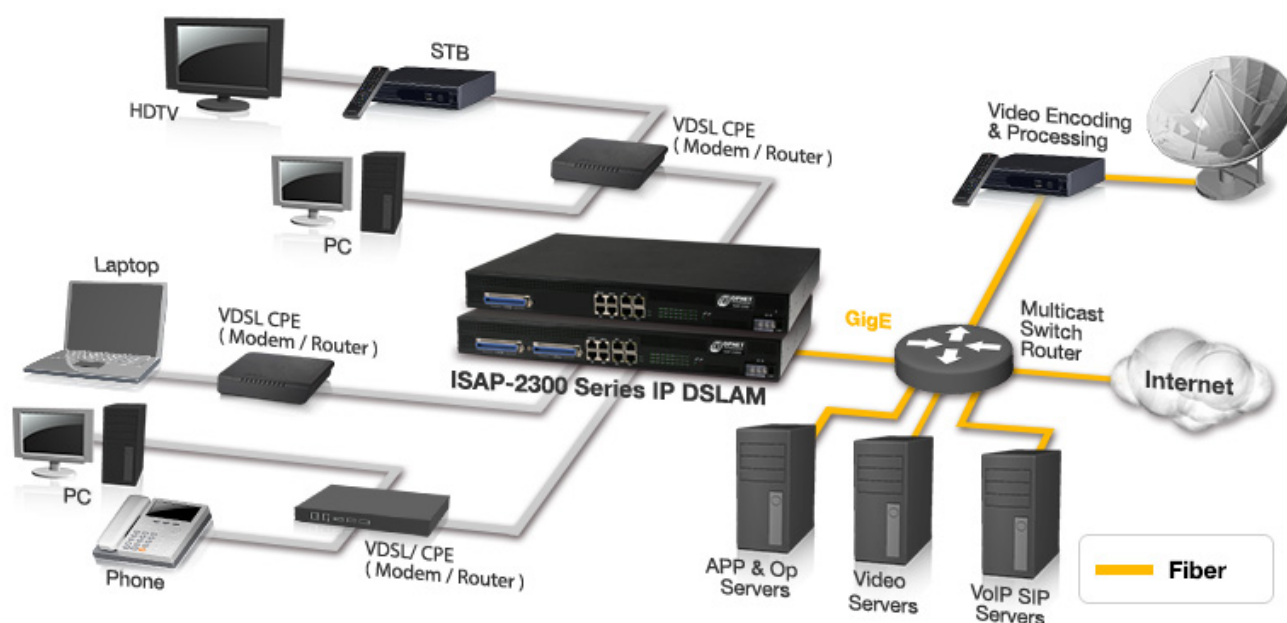 STB
HDTV
VDSL CPE
( Modem / Router )
Video Encoding
& Processing
PC
Laptop
VDSL CPE
( Modem / Router )
OPNET
OPNET
GigE
Multicast
Switch
Router
Internet
ISAP-2300 Series IP DSLAM
PC
Phone
VDSL/ CPE
( Modem / Router )
APP & Op
Servers
Video
Servers
VoIP SIP
Servers
Fiber